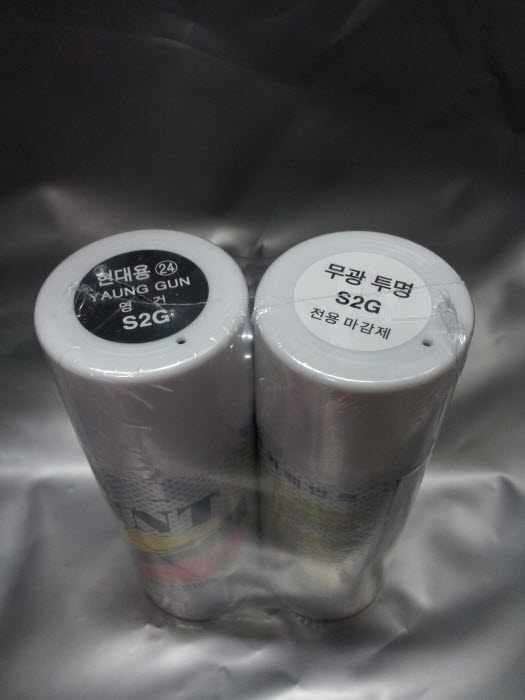 현대용 24
YAUNG GUN
영 건
S2G
무광 투명
S2G
전용 마감제
INT